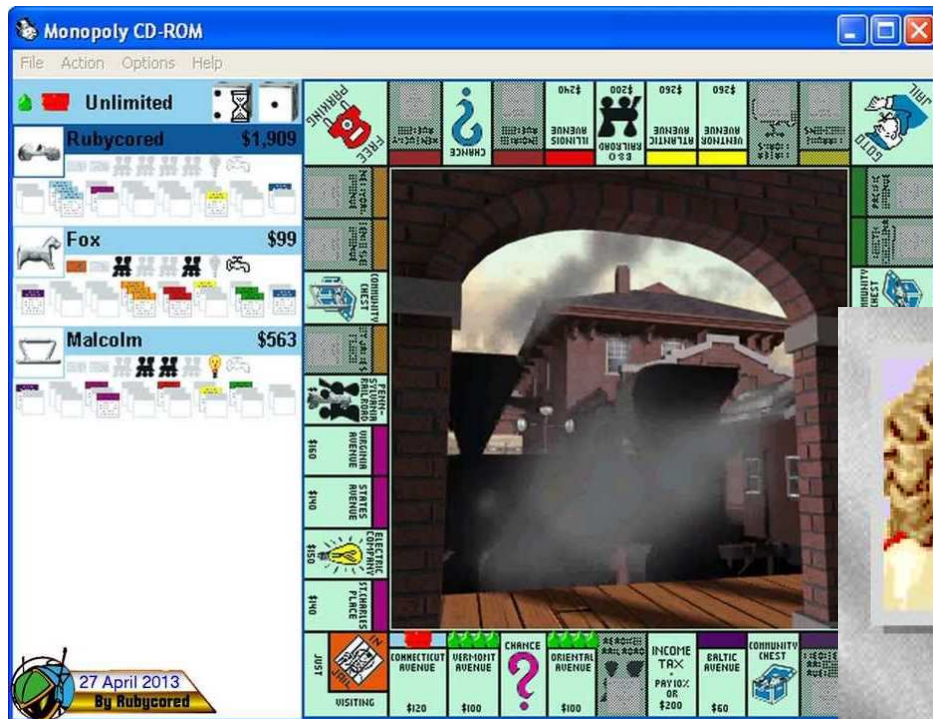 Monopoly CD-ROM
File Action Options Help
Unlimited
Rubycored $1,909
Fox $99
Malcolm $563
FREE PARKING
CHANCE
$240
ILLINOIS AVENUE
$200
B&O RAILROAD
$260
ATLANTIC AVENUE
$260
VENTNOR AVENUE
GO TO JAIL
COMMUNITY CHEST
PENN-
SYLVANIA
RAILROAD
VIRGINIA
AVENUE
$160
STATES
AVENUE
$140
ELECTRIC
COMPANY
$150
ST. CHARLES
PLACE
$140
PACIFIC
COMMUNITY
CHEST
IN JAIL
JUST
VISITING
CONNECTICUT
AVENUE
$120
VERMONT
AVENUE
$100
CHANCE
ORIENTAL
AVENUE
$100
INCOME
TAX
PAY 10%
OR
$200
BALTIC
AVENUE
$60
COMMUNITY
CHEST
27 April 2013
By Rubycored